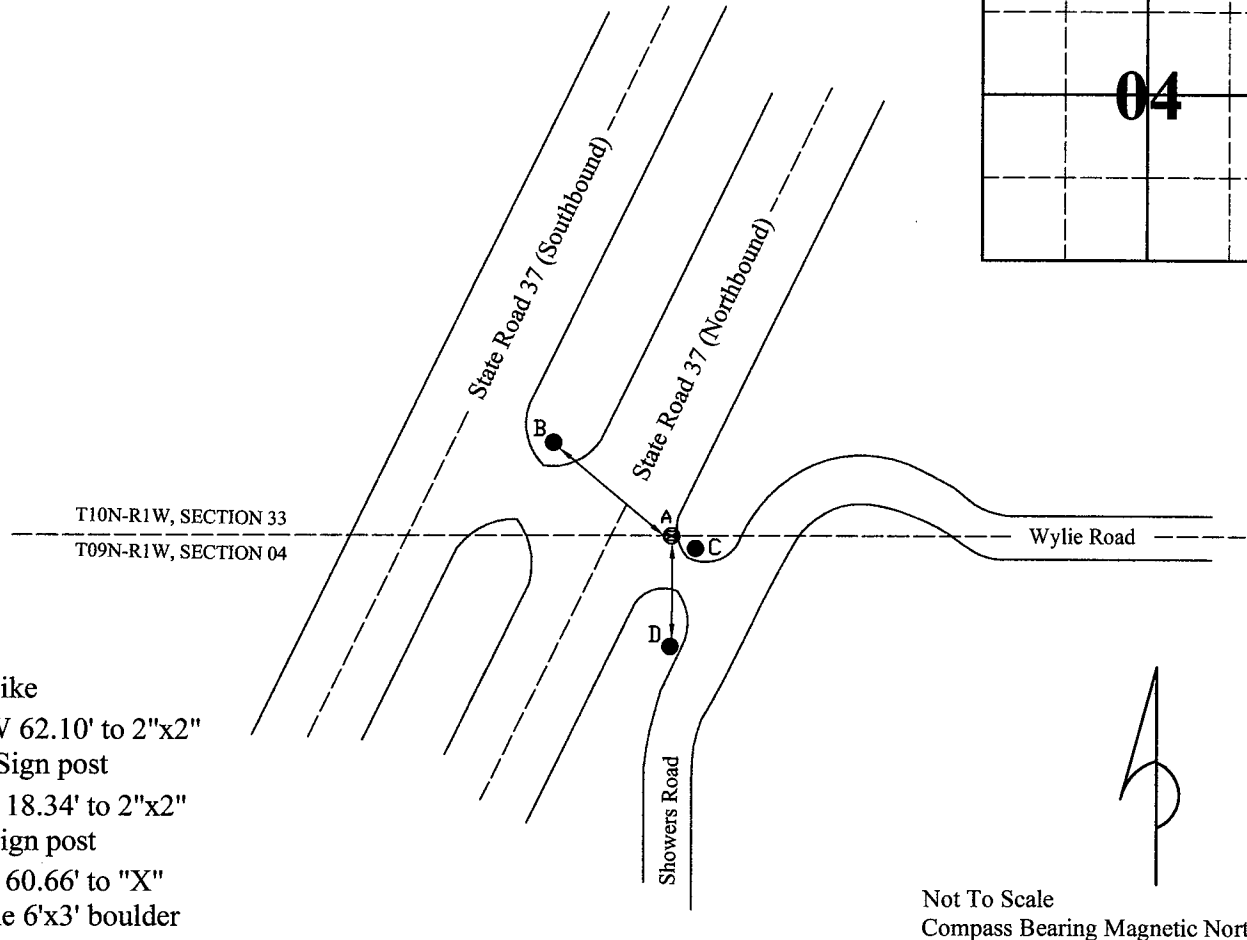 04
State Road 37 (Southbound)
State Road 37 (Northbound)
B
A
C
T10N-R1W, SECTION 33
T09N-R1W, SECTION 04
Wylie Road
D
Showers Road
ike
62.10' to 2"x2"
Sign post
18.34' to 2"x2"
ign post
60.66' to "X"
6'x3' boulder
Not To Scale
Compass Bearing Magnetic Nort